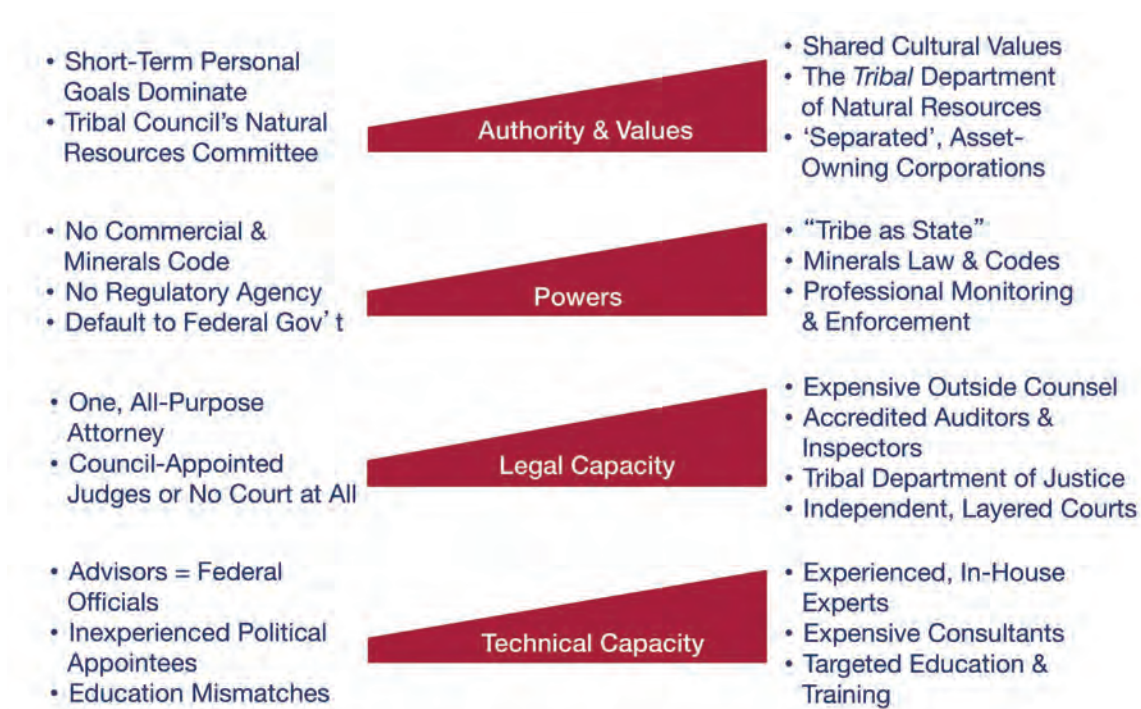 • Short-Term Personal
Goals Dominate
• Tribal Council’s Natural
Resources Committee
Authority & Values
• Shared Cultural Values
• The Tribal Department
of Natural Resources
• ‘Separated’, Asset-
Owning Corporations
• No Commercial &
Minerals Code
• No Regulatory Agency
• Default to Federal Gov’t
Powers
• “Tribe as State”
• Minerals Law & Codes
• Professional Monitoring
& Enforcement
• One, All-Purpose
Attorney
• Council-Appointed
Judges or No Court at All
Legal Capacity
• Expensive Outside Counsel
• Accredited Auditors &
Inspectors
• Tribal Department of Justice
• Independent, Layered Courts
• Advisors = Federal
Officials
• Inexperienced Political
Appointees
• Education Mismatches
Technical Capacity
• Experienced, In-House
Experts
• Expensive Consultants
• Targeted Education &
Training